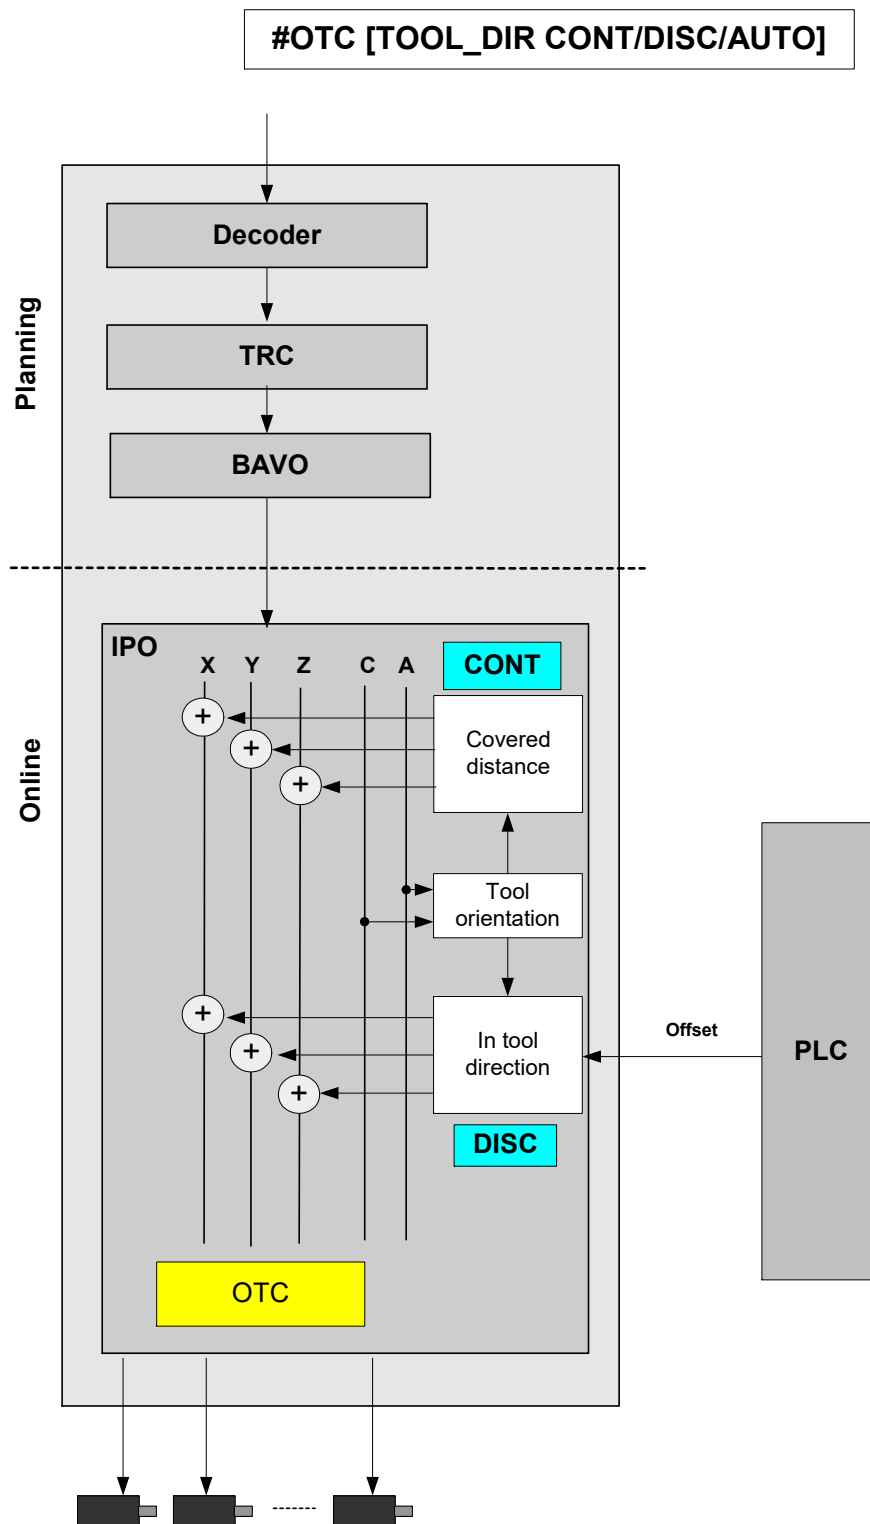 #OTC [TOOL_DIR CONT/DISC/AUTO]
Planning
Decoder
TRC
BAVO
Online
IPO
X Y Z C A
CONT
Covered
distance
Tool
orientation
In tool
direction
Offset
PLC
DISC
OTC
+
+
+
+
+
+